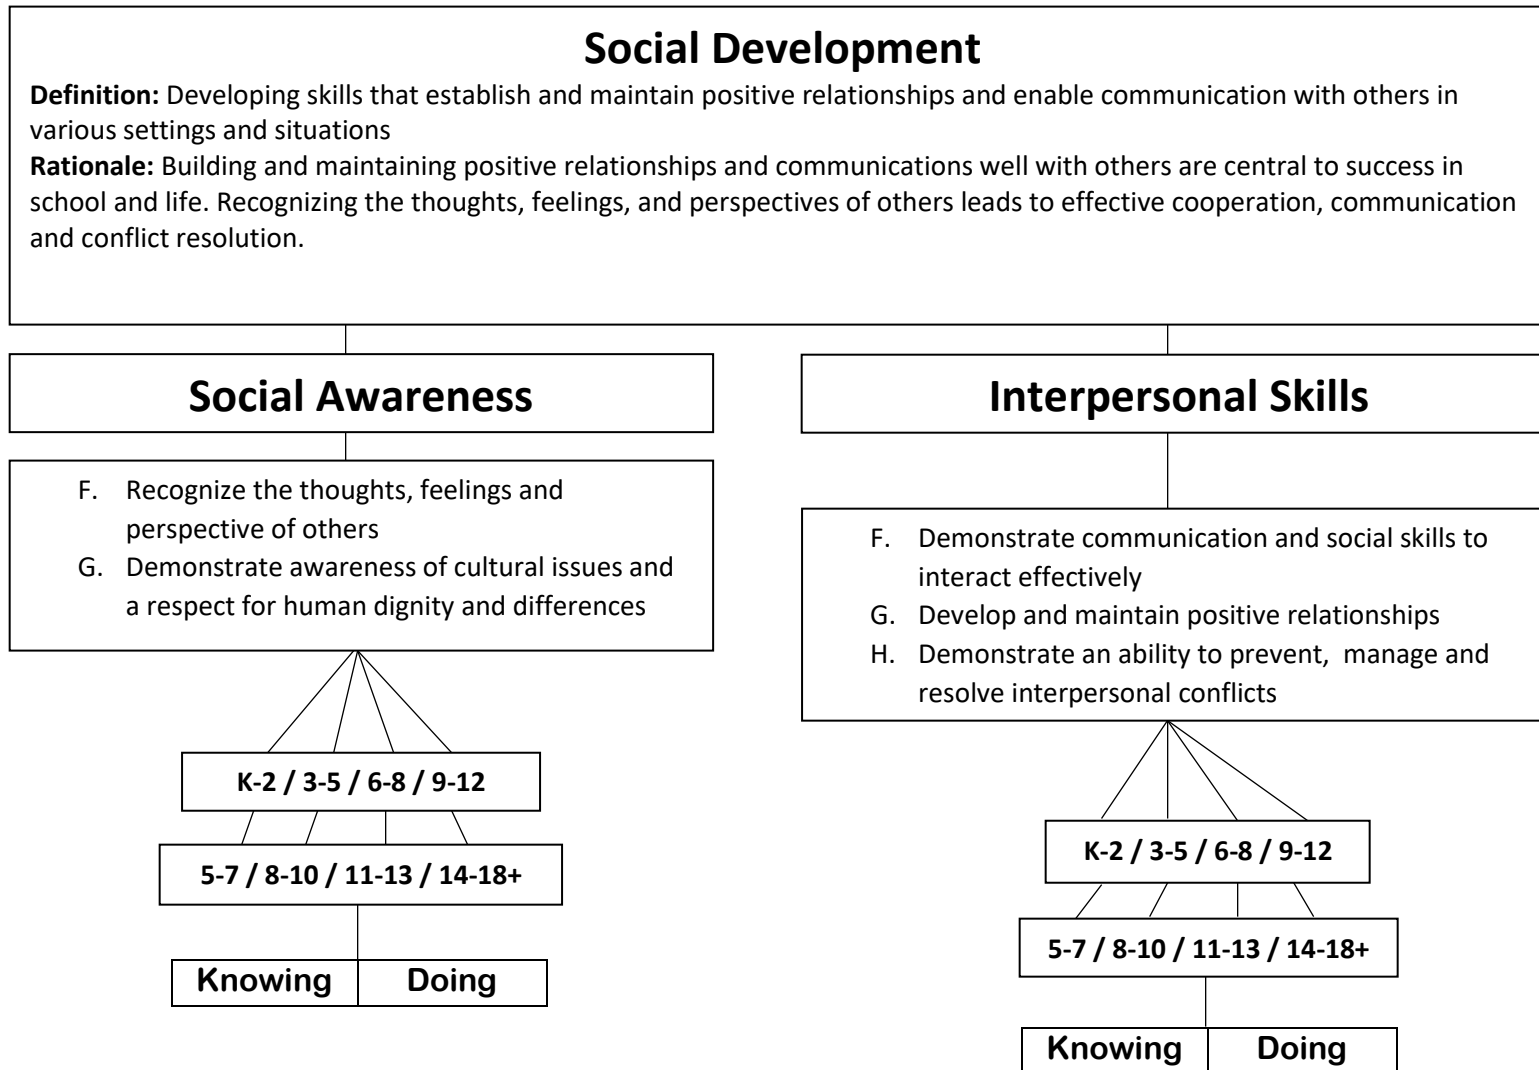 Social Development
Definition: Developing skills that establish and maintain positive relationships and enable communication with others in
various settings and situations
Rationale: Building and maintaining positive relationships and communications well with others are central to success in
school and life. Recognizing the thoughts, feelings, and perspectives of others leads to effective cooperation, communication
and conflict resolution.
Social Awareness
F. Recognize the thoughts, feelings and
perspective of others
G. Demonstrate awareness of cultural issues and
a respect for human dignity and differences
K-2 / 3-5 / 6-8 / 9-12
5-7 / 8-10 / 11-13 / 14-18+
Knowing Doing
Interpersonal Skills
F. Demonstrate communication and social skills to
interact effectively
G. Develop and maintain positive relationships
H. Demonstrate an ability to prevent,  manage and
resolve interpersonal conflicts
K-2 / 3-5 / 6-8 / 9-12
5-7 / 8-10 / 11-13 / 14-18+
Knowing Doing